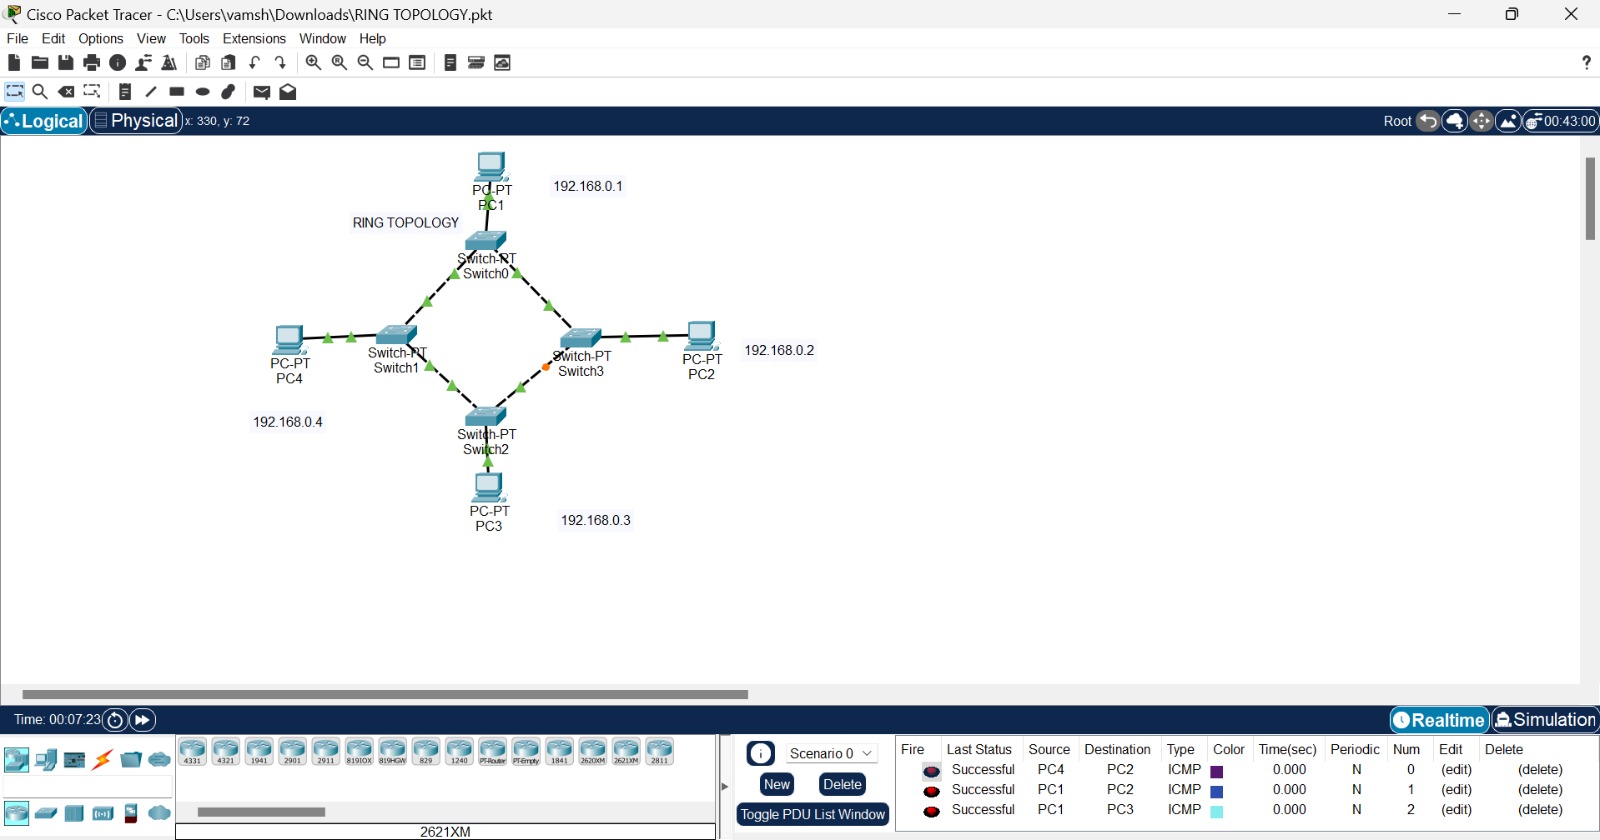 Cisco Packet Tracer - C:\Users\vamsh\Downloads\RING TOPOLOGY.pkt
File Edit Options View Tools Extensions Window Help
?
Logical Physical x: 330, y: 72 Root 00:43:00
PC-PT
PC1
192.168.0.1
RING TOPOLOGY
Switch-PT
Switch0
PC-PT
PC4
Switch-PT
Switch1
Switch-PT
Switch3
PC-PT
PC2
192.168.0.2
192.168.0.4
Switch-PT
Switch2
PC-PT
PC3
192.168.0.3
Time: 00:07:23 Realtime Simulation
4331 4321 1941 2901 2911 819IOX 819HGW 829 1240 PT-Router PT-Empty 1841 2620XM 2621XM 2811
2621XM
Scenario 0
New Delete
Toggle PDU List Window
Fire Last Status Source Destination Type Color Time(sec) Periodic Num Edit Delete
Successful PC4 PC2 ICMP 0.000 N 0 (edit) (delete)
Successful PC1 PC2 ICMP 0.000 N 1 (edit) (delete)
Successful PC1 PC3 ICMP 0.000 N 2 (edit) (delete)